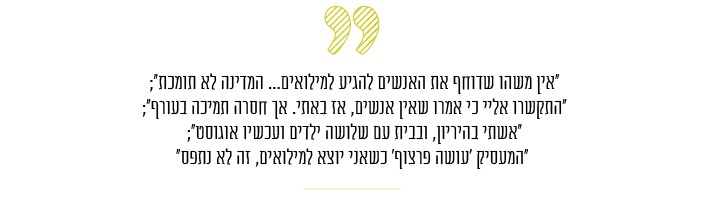 "אין משהו שדוחף את האנשים להגיע למילואים... המדינה לא תומכת";
"התקשרו אליי כי אמרו שאין אנשים, אז באתי. אך חסרה תמיכה בעורף";
"אשתי בהיריון, ובבית עם שלושה ילדים ועכשיו אוגוסט";
"המעסיק 'עושה פרצוף' כשאני יוצא למילואים, זה לא נתפס"